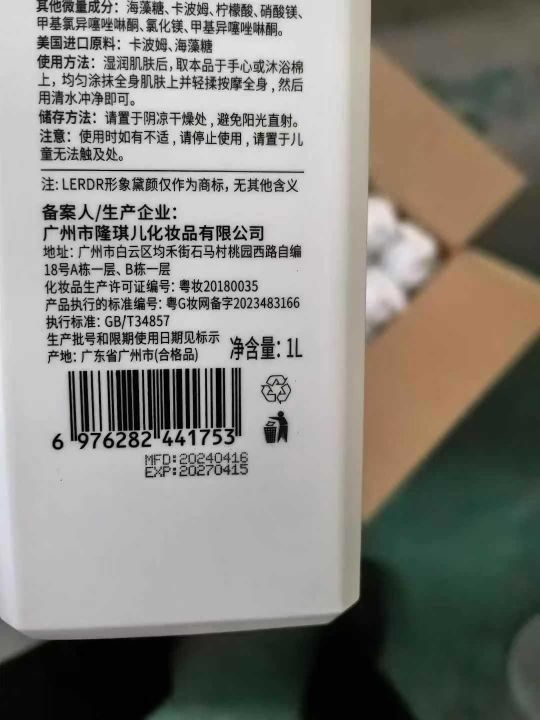 其他微量成分：海藻糖、卡波姆、柠檬酸、硝酸镁、
甲基氯异噻唑啉酮、氯化镁、甲基异噻唑啉酮。
美国进口原料：卡波姆、海藻糖
使用方法：湿润肌肤后，取本品于手心或沐浴棉
上，均匀涂抹全身肌肤上并轻揉按摩全身，然后
用清水冲净即可。
储存方法：请置于阴凉干燥处，避免阳光直射。
注意：使用时如有不适，请停止使用，请置于儿
童无法触及处。
注：LERDR形象黛颜仅作为商标，无其他含义
备案人/生产企业：
广州市隆琪儿化妆品有限公司
地址：广州市白云区均禾街石马村桃园西路自编
18号A栋一层、B栋一层
化妆品生产许可证编号：粤妆20180035
产品执行的标准编号：粤G妆网备字2023483166
执行标准：GB/T34857
生产批号和限期使用日期见标示
产地：广东省广州市(合格品)
净含量：1L
6 976282 441753
MFD:20240416
EXP:20270415